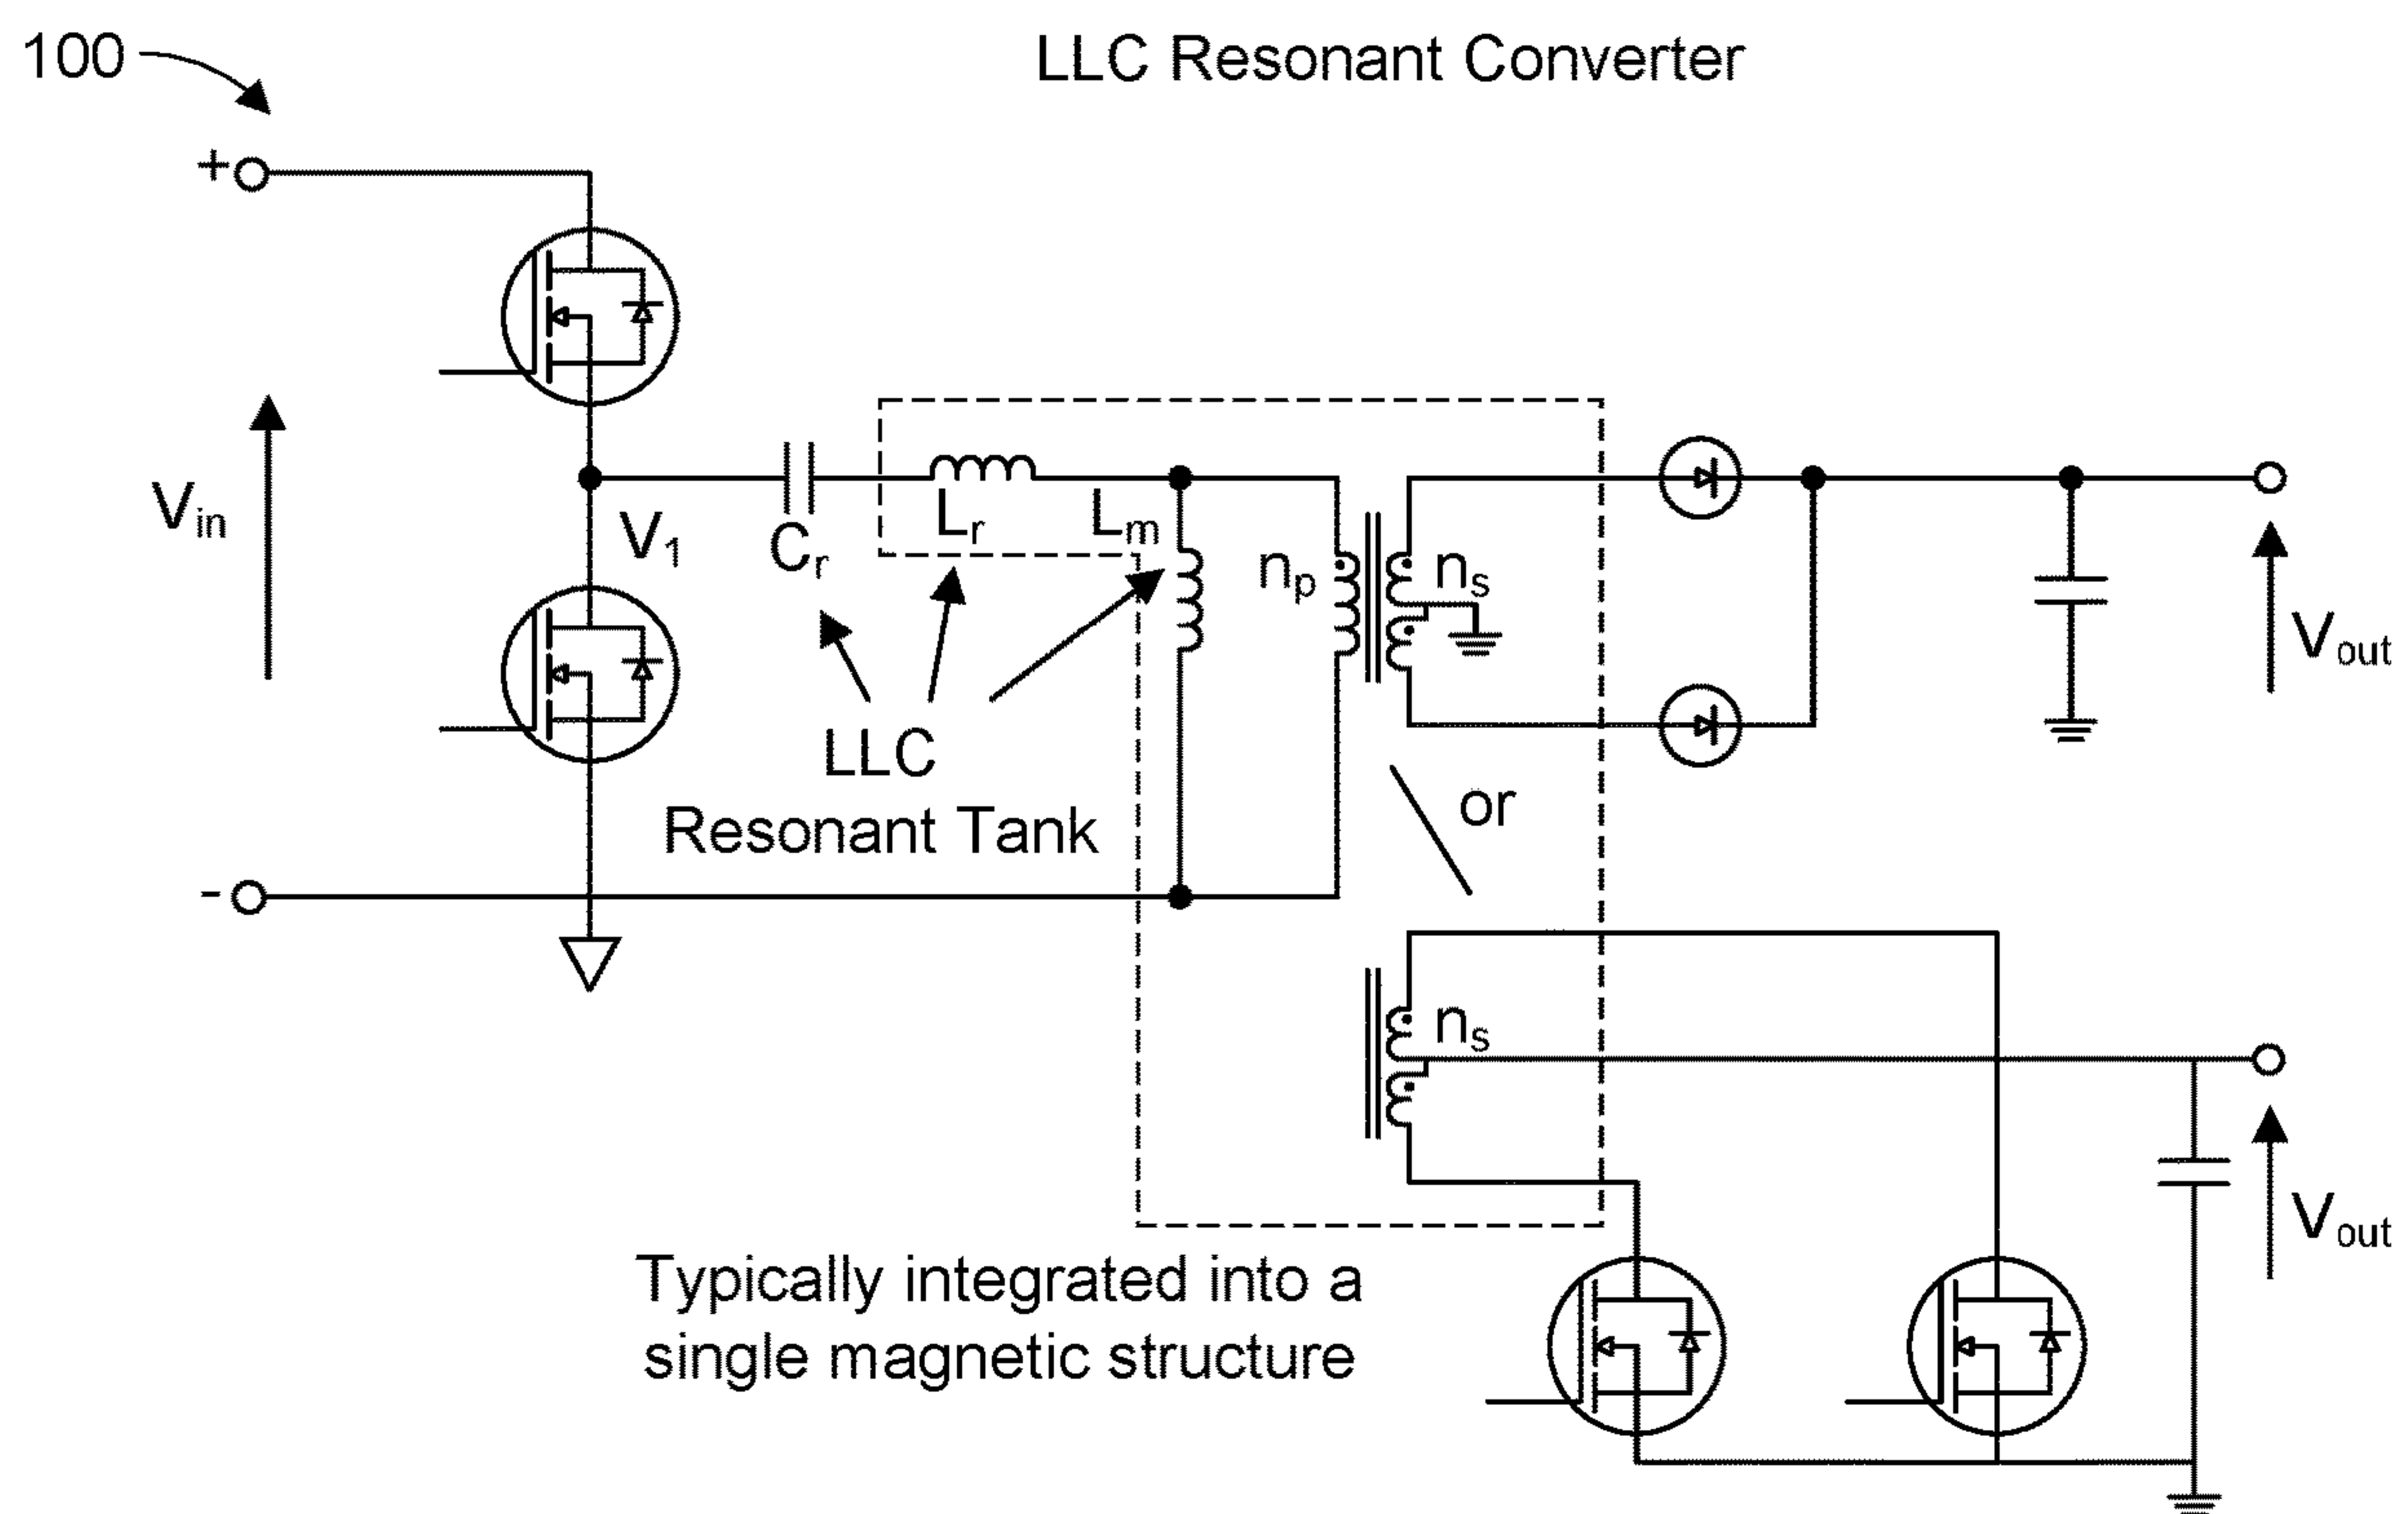 100
LLC Resonant Converter
+
Vin
V1
Cr
Lr
Lm
np
ns
Vout
LLC
Resonant Tank
or
-
ns
Vout
Typically integrated into a
single magnetic structure